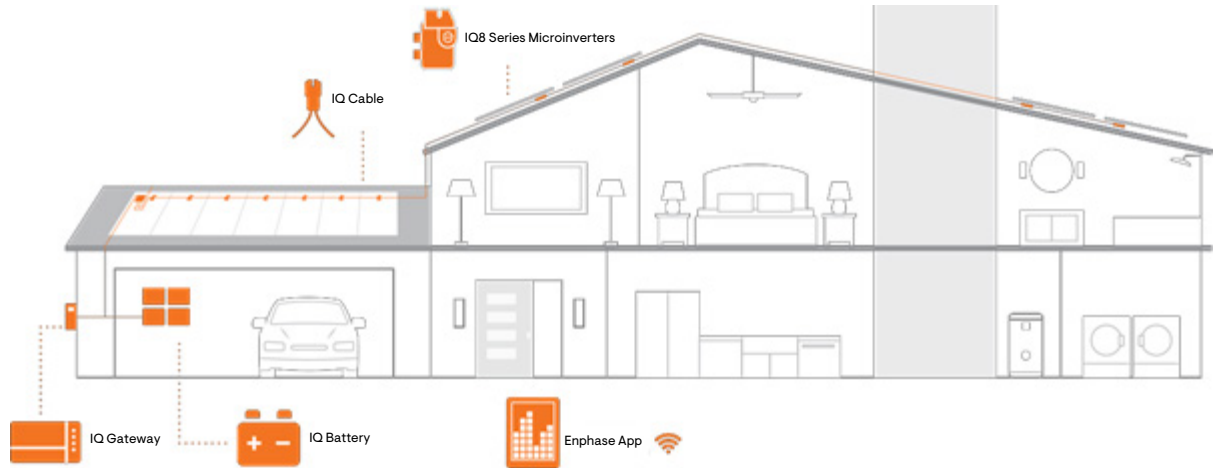 IQ8 Series Microinverters
IQ Cable
IQ Gateway
IQ Battery
Enphase App